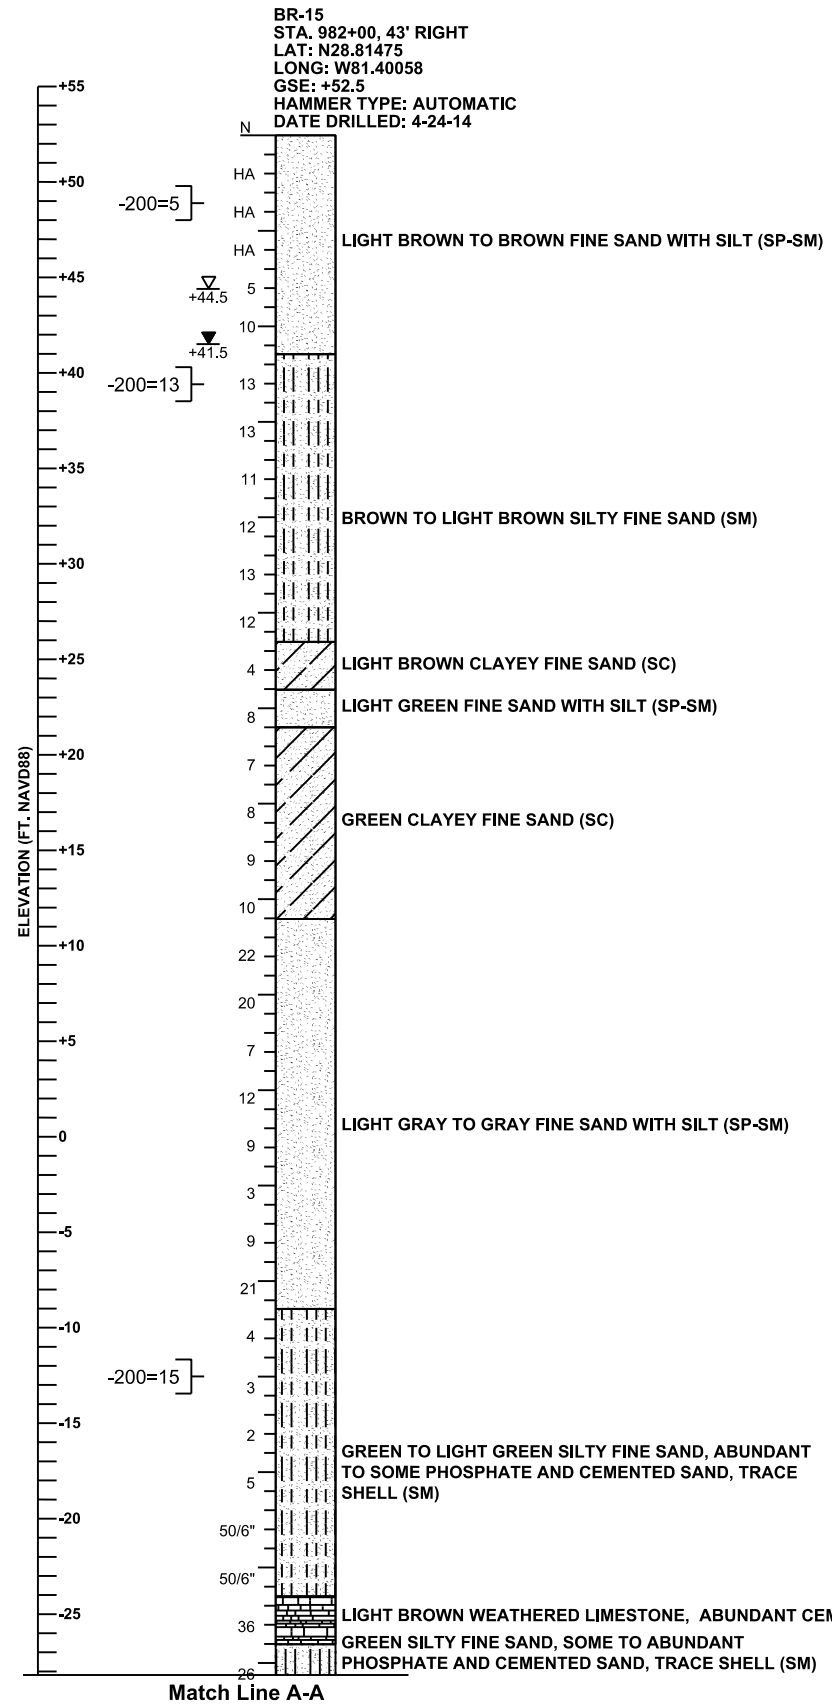 BR-15
STA. 982+00, 43' RIGHT
LAT: N28.81475
LONG: W81.40058
GSE: +52.5
HAMMER TYPE: AUTOMATIC
DATE DRILLED: 4-24-14
+55
N
HA
+50
-200=5
HA
LIGHT BROWN TO BROWN FINE SAND WITH SILT (SP-SM)
HA
+45
5
+44.5
10
+41.5
+40
-200=13
13
13
+35
11
BROWN TO LIGHT BROWN SILTY FINE SAND (SM)
12
+30
13
12
+25
LIGHT BROWN CLAYEY FINE SAND (SC)
4
LIGHT GREEN FINE SAND WITH SILT (SP-SM)
8
+20
7
ELEVATION (FT. NAVD88)
8
GREEN CLAYEY FINE SAND (SC)
+15
9
10
+10
22
20
+5
7
12
LIGHT GRAY TO GRAY FINE SAND WITH SILT (SP-SM)
0
9
3
-5
9
21
-10
4
-200=15
3
-15
2
GREEN TO LIGHT GREEN SILTY FINE SAND, ABUNDANT
TO SOME PHOSPHATE AND CEMENTED SAND, TRACE
5
SHELL (SM)
-20
50/6"
50/6"
-25
LIGHT BROWN WEATHERED LIMESTONE, ABUNDANT CEM
36
GREEN SILTY FINE SAND, SOME TO ABUNDANT
PHOSPHATE AND CEMENTED SAND, TRACE SHELL (SM)
26
Match Line A-A